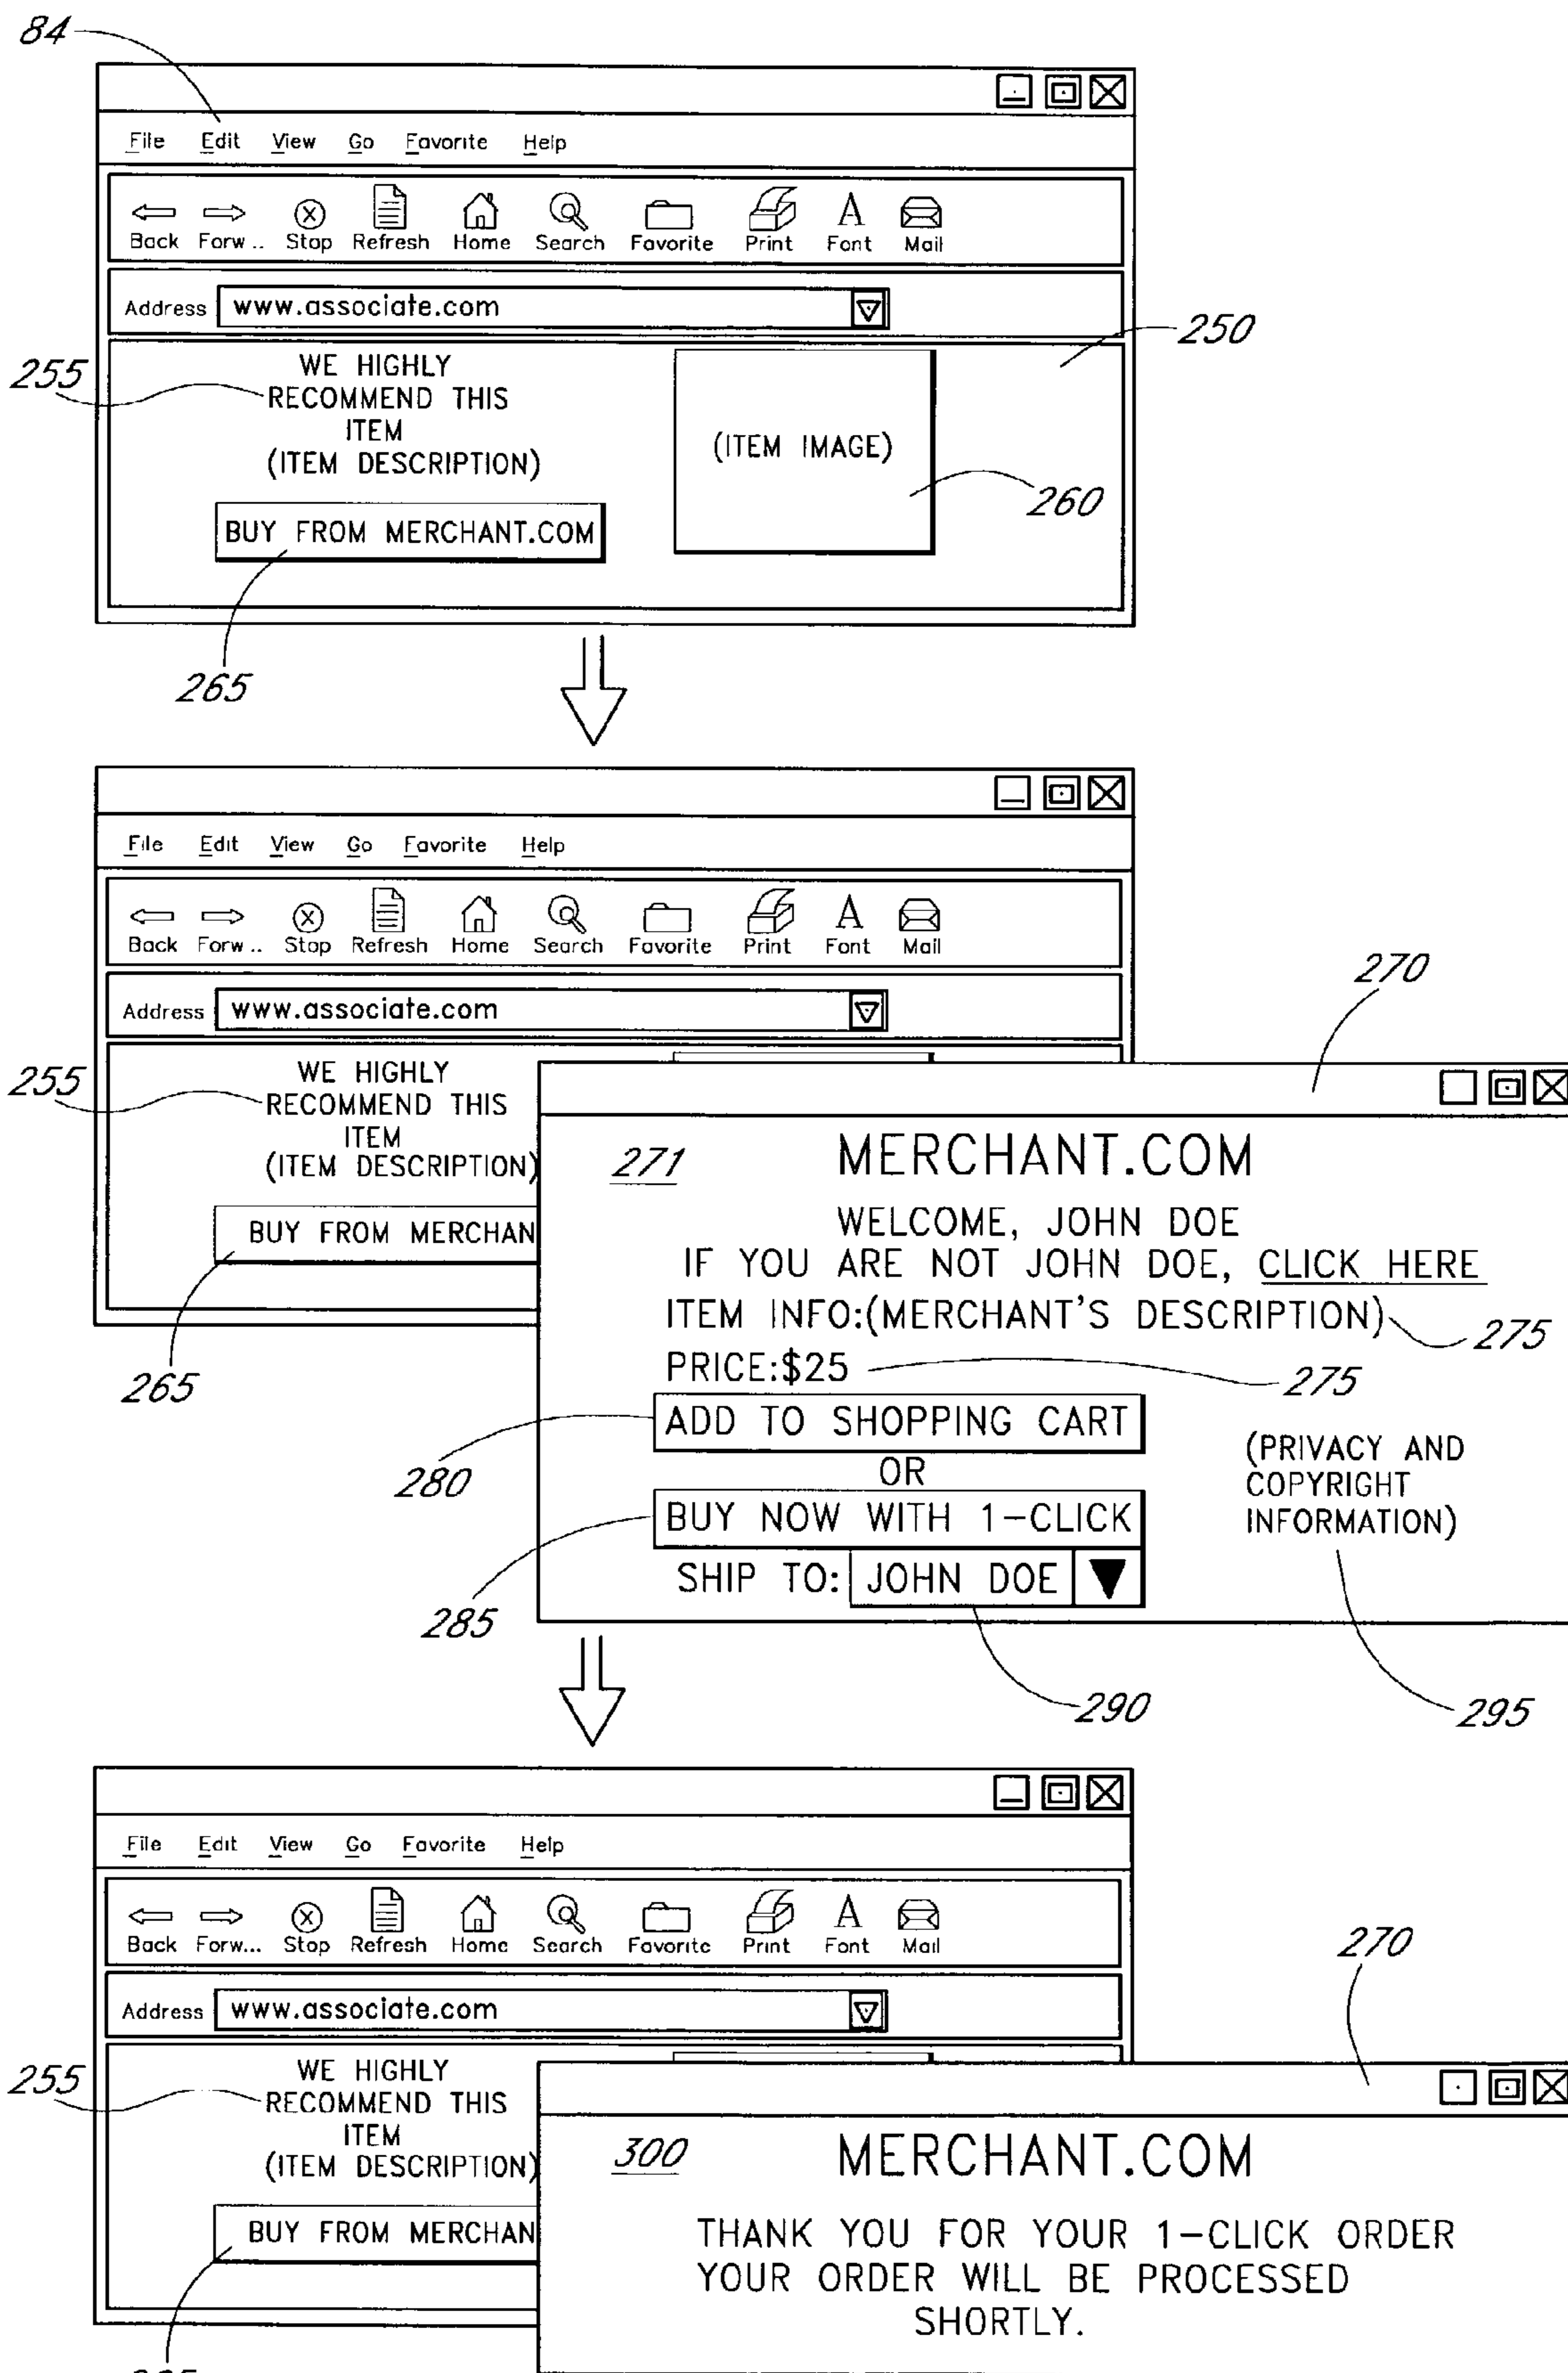 84
File Edit View Go Favorite Help
Back Forw .. Stop Refresh Home Search Favorite Print Font Mail
Address www.associate.com
250
255
WE HIGHLY
RECOMMEND THIS
ITEM
(ITEM DESCRIPTION)
(ITEM IMAGE)
260
BUY FROM MERCHANT.COM
265
File Edit View Go Favorite Help
Back Forw .. Stop Refresh Home Search Favorite Print Font Mail
Address www.associate.com
270
255
WE HIGHLY
RECOMMEND THIS
ITEM
(ITEM DESCRIPTION)
BUY FROM MERCHAN
265
271
MERCHANT.COM
WELCOME, JOHN DOE
IF YOU ARE NOT JOHN DOE, CLICK HERE
ITEM INFO:(MERCHANT'S DESCRIPTION)
275
PRICE:$25
275
ADD TO SHOPPING CART
280
OR
BUY NOW WITH 1-CLICK
285
SHIP TO: JOHN DOE
290
(PRIVACY AND
COPYRIGHT
INFORMATION)
295
File Edit View Go Favorite Help
Back Forw... Stop Refresh Home Search Favorite Print Font Mail
Address www.associate.com
270
255
WE HIGHLY
RECOMMEND THIS
ITEM
(ITEM DESCRIPTION)
BUY FROM MERCHAN
300
MERCHANT.COM
THANK YOU FOR YOUR 1-CLICK ORDER
YOUR ORDER WILL BE PROCESSED
SHORTLY.